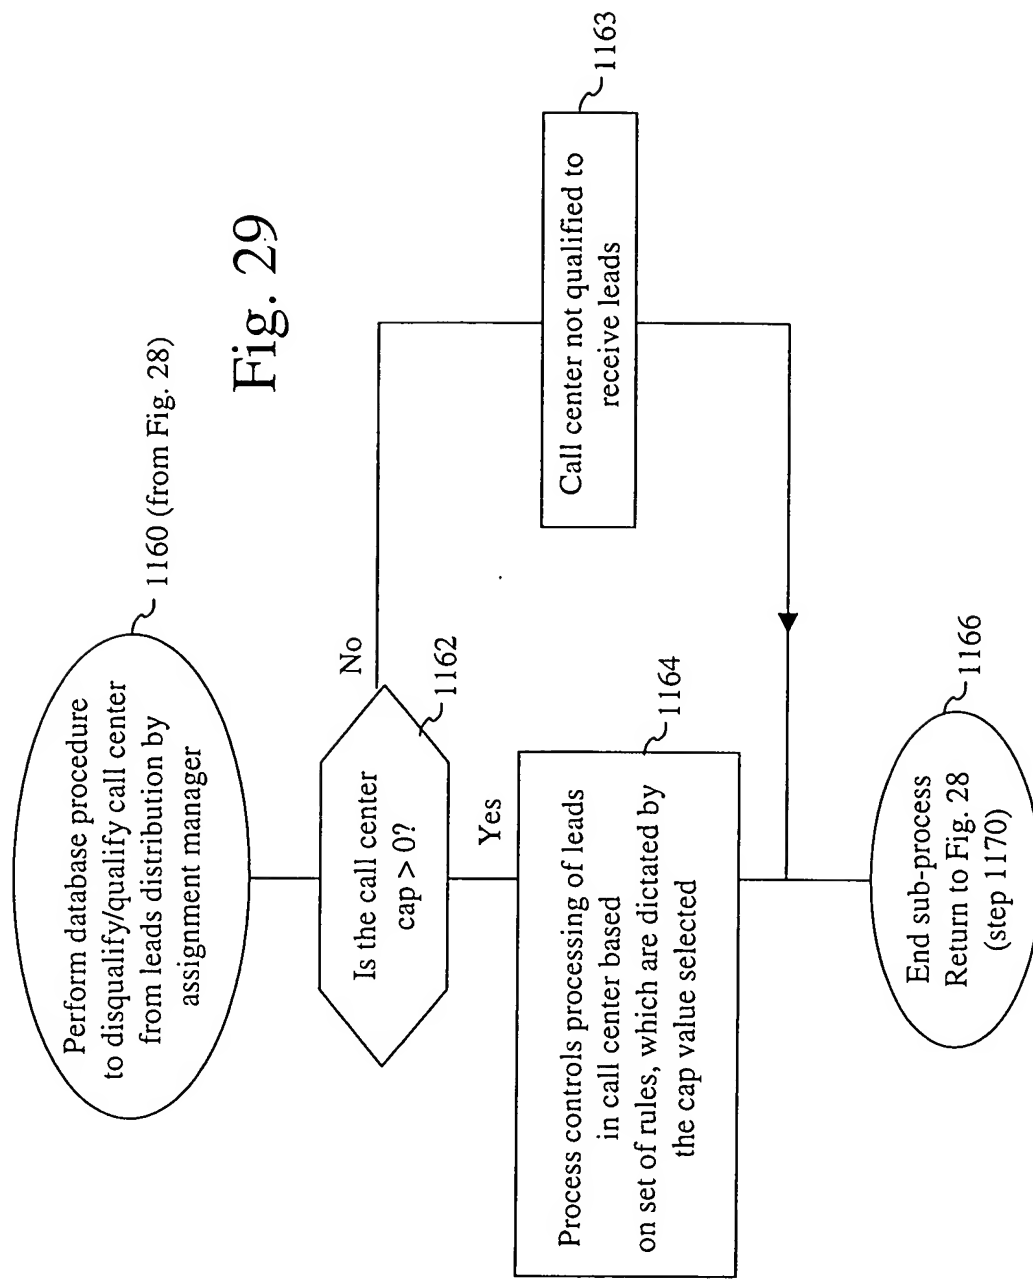 Perform database procedure
to disqualify/qualify call center
from leads distribution by
assignment manager
1160 (from Fig. 28)
Fig. 29
Is the call center
cap > 0?
1162
No
Yes
Call center not qualified to
receive leads
1163
Process controls processing of leads
in call center based
on set of rules, which are dictated by
the cap value selected
1164
End sub-process
Return to Fig. 28
(step 1170)
1166